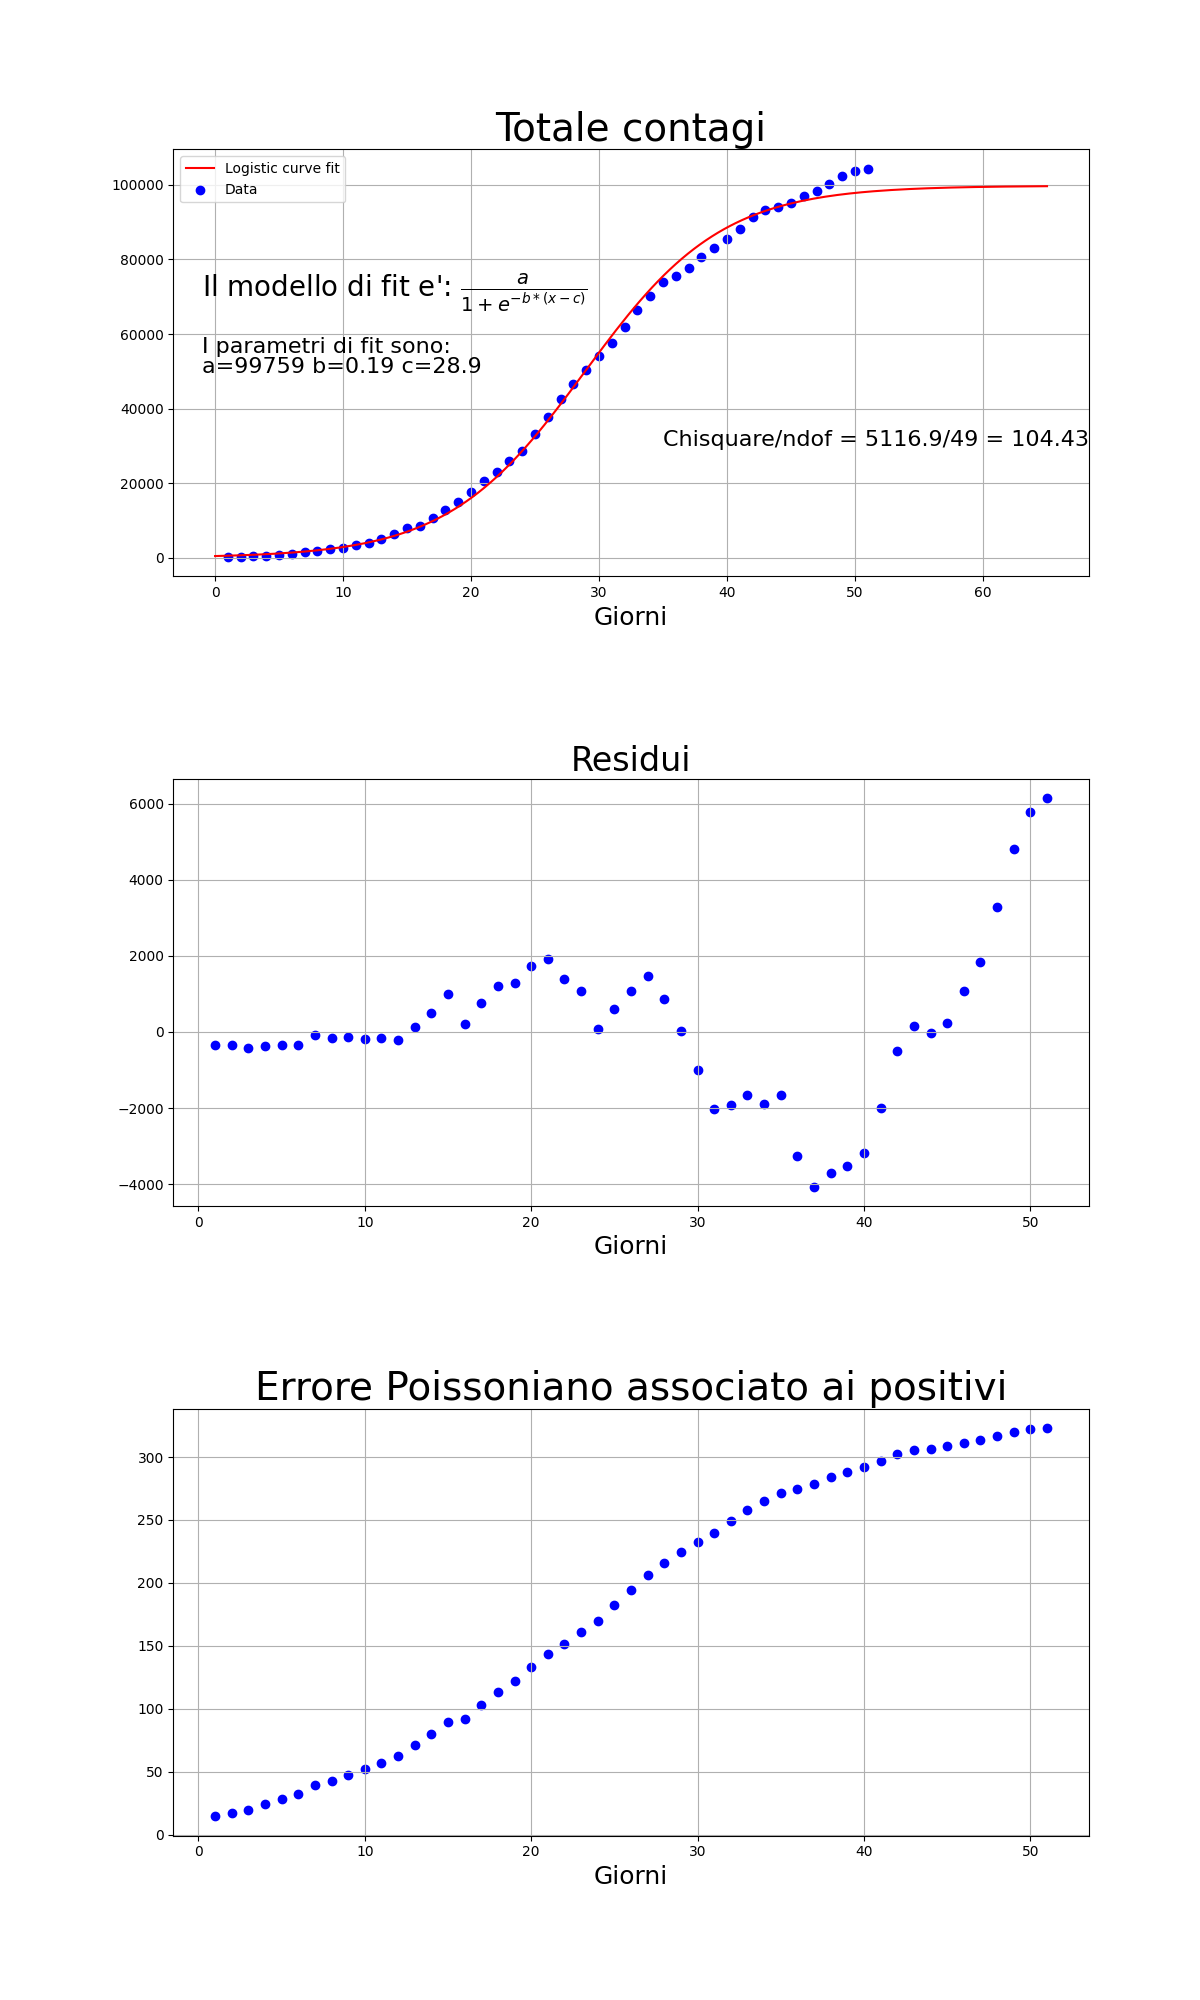 Totale contagi
Logistic curve fit
Data
Il modello di fit e': \frac{a}{1+e^{-b*(x-c)}}
I parametri di fit sono:
a=99759 b=0.19 c=28.9
Chisquare/ndof = 5116.9/49 = 104.43
100000
80000
60000
40000
20000
0
0 10 20 30 40 50 60
Giorni
Residui
6000
4000
2000
0
−2000
−4000
0 10 20 30 40 50
Giorni
Errore Poissoniano associato ai positivi
300
250
200
150
100
50
0
0 10 20 30 40 50
Giorni